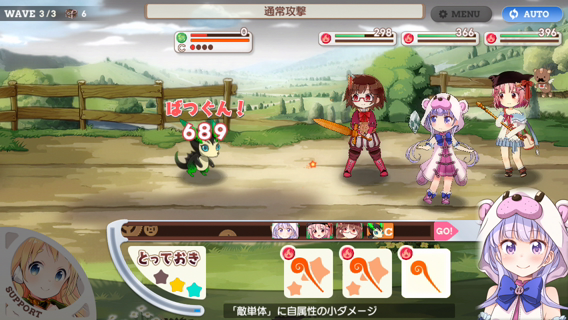 WAVE 3/3 6
通常攻撃
MENU
AUTO
0
C
298
366
396
ばつぐん!
689
C
GO!
とっておき
SUPPORT
「敵単体」に自属性の小ダメージ